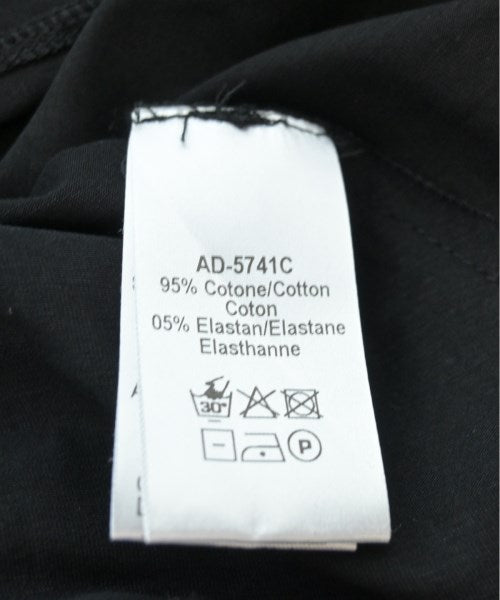 AD-5741C
95% Cotone/Cotton
Coton
05% Elastan/Elastane
Elasthanne
30°
P